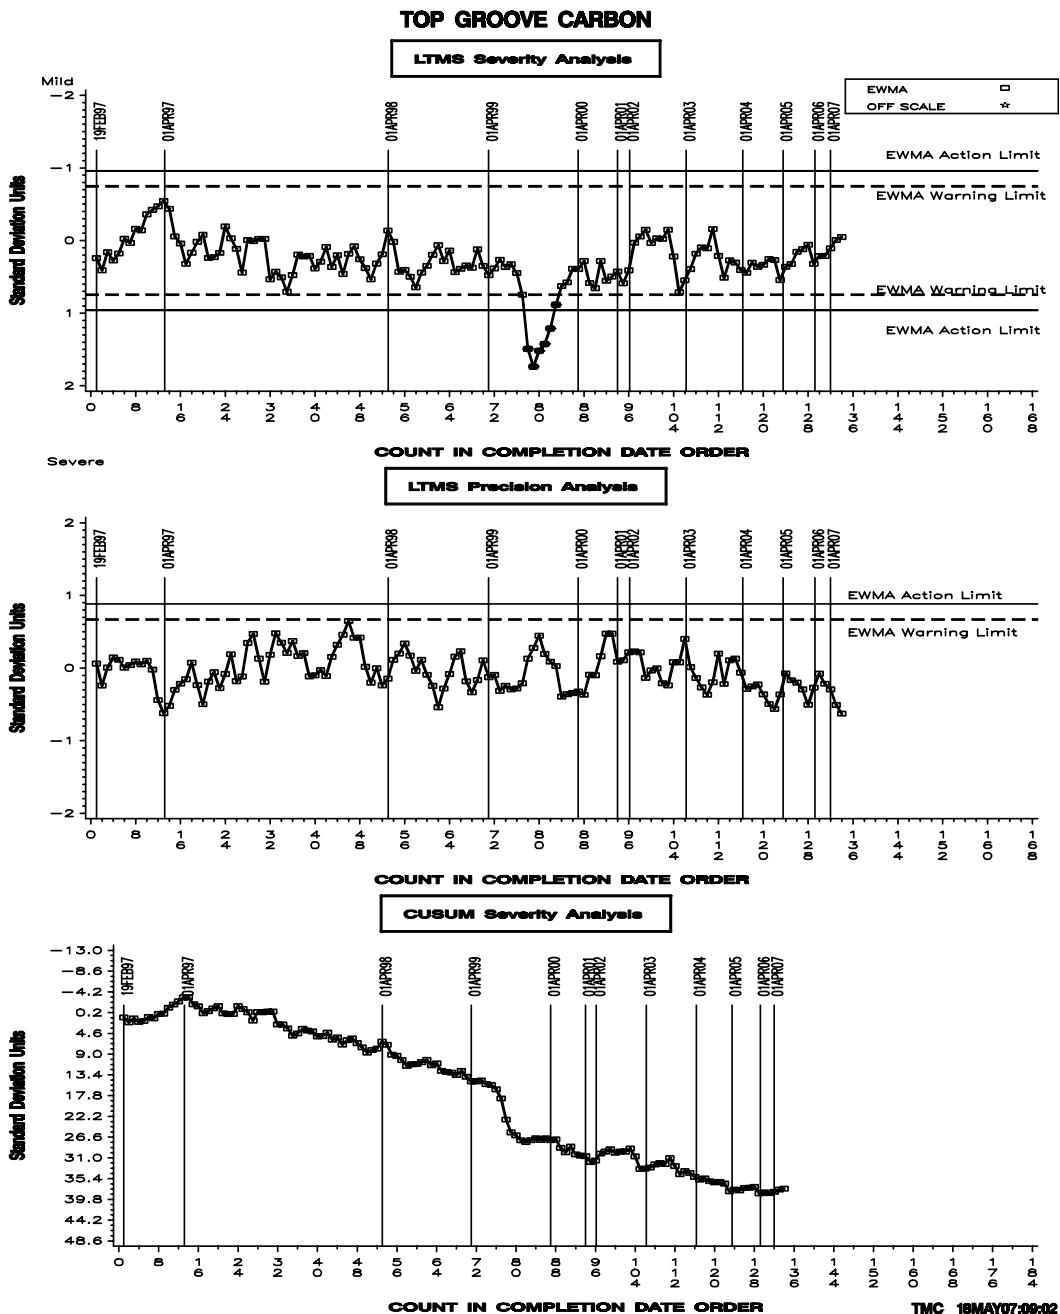 TOP GROOVE CARBON
LTMS Severity Analysis
Mild
EWMA
OFF SCALE
Standard Deviation Units
-2
-1
0
1
2
19FEB97
01APR97
01APR98
01APR99
01APR00
01APR01
01APR02
01APR03
01APR04
01APR05
01APR06
01APR07
EWMA Action Limit
EWMA Warning Limit
EWMA Warning Limit
EWMA Action Limit
0 8 16 24 32 40 48 56 64 72 80 88 96 104 112 120 128 136 144 152 160 168
COUNT IN COMPLETION DATE ORDER
Severe
LTMS Precision Analysis
Standard Deviation Units
2
1
0
-1
-2
19FEB97
01APR97
01APR98
01APR99
01APR00
01APR01
01APR02
01APR03
01APR04
01APR05
01APR06
01APR07
EWMA Action Limit
EWMA Warning Limit
0 8 16 24 32 40 48 56 64 72 80 88 96 104 112 120 128 136 144 152 160 168
COUNT IN COMPLETION DATE ORDER
CUSUM Severity Analysis
Standard Deviation Units
-13.0
-8.6
-4.2
0.2
4.6
9.0
13.4
17.8
22.2
26.6
31.0
35.4
39.8
44.2
48.6
19FEB97
01APR97
01APR98
01APR99
01APR00
01APR01
01APR02
01APR03
01APR04
01APR05
01APR06
01APR07
0 8 16 24 32 40 48 56 64 72 80 88 96 104 112 120 128 136 144 152 160 168 176 184
COUNT IN COMPLETION DATE ORDER
TMC 18MAY07:09:02